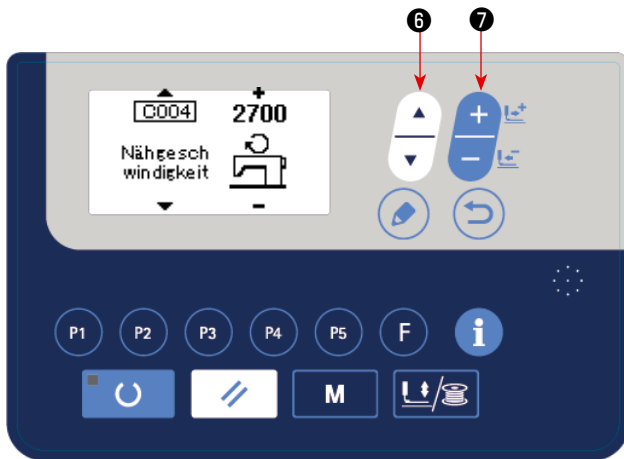 ❻ ❼
C004 2700
Nähgesch
windigkeit
P1 P2 P3 P4 P5 F i
M